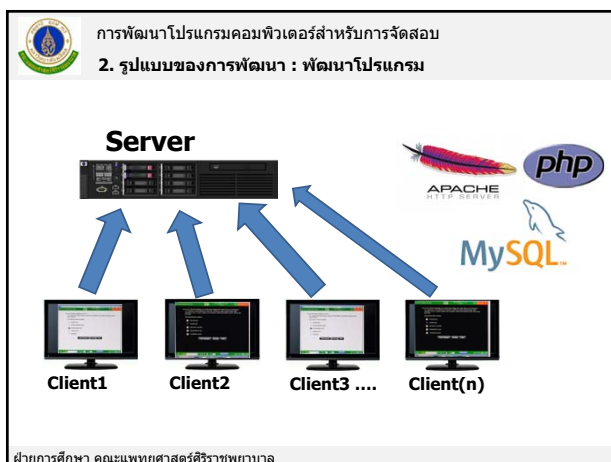 การพัฒนาโปรแกรมคอมพิวเตอร์สำหรับการจัดสอบ
2. รูปแบบของการพัฒนา : พัฒนาโปรแกรม
Server
APACHE
HTTP SERVER
php
MySQL
Client1 Client2 Client3 .... Client(n)
ฝ่ายการศึกษา คณะแพทยศาสตร์ศิริราชพยาบาล